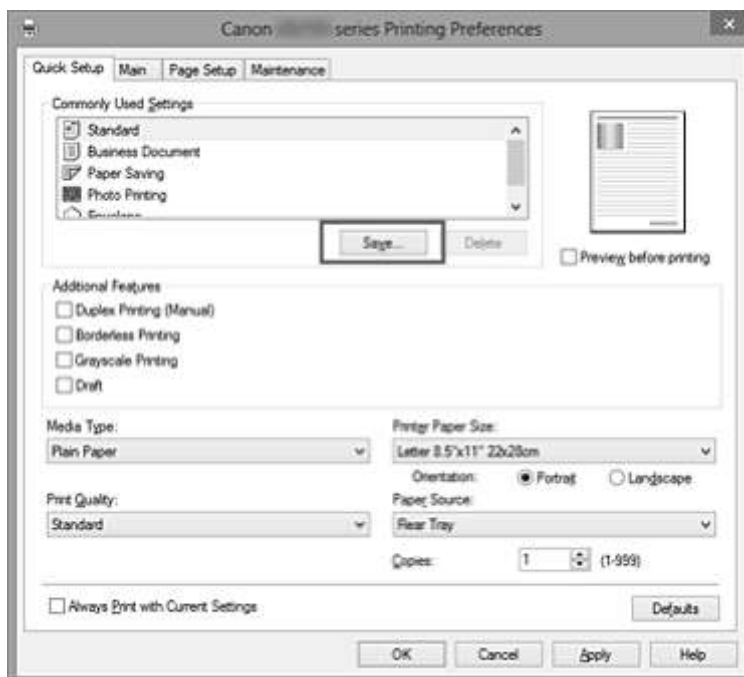 Canon series Printing Preferences
Quick Setup Main Page Setup Maintenance
Commonly Used Settings
Standard
Business Document
Paper Saving
Photo Printing
Envelope
Save... Delete
Preview before printing
Additional Features
Duplex Printing (Manual)
Borderless Printing
Grayscale Printing
Draft
Media Type: Printer Paper Size:
Plain Paper Letter 8.5"x11" 22x28cm
Orientation: Portrait Landscape
Print Quality: Paper Source:
Standard Rear Tray
Copies: 1 (1-999)
Always Print with Current Settings Defaults
OK Cancel Apply Help